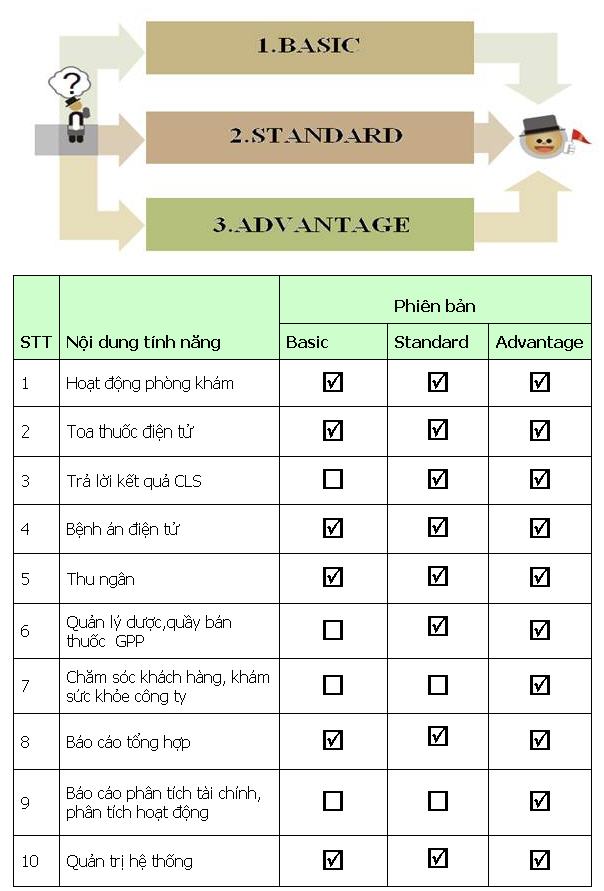 1.BASIC
?
2.STANDARD
3.ADVANTAGE
Phiên bản
STT Nội dung tính năng Basic Standard Advantage
1 Hoạt động phòng khám ☑ ☑ ☑
2 Toa thuốc điện tử ☑ ☑ ☑
3 Trả lời kết quả CLS ☐ ☑ ☑
4 Bệnh án điện tử ☑ ☑ ☑
5 Thu ngân ☑ ☑ ☑
6 Quản lý dược,quầy bán
thuốc GPP ☐ ☑ ☑
7 Chăm sóc khách hàng, khám
sức khỏe công ty ☐ ☐ ☑
8 Báo cáo tổng hợp ☑ ☑ ☑
9 Báo cáo phân tích tài chính,
phân tích hoạt động ☐ ☐ ☑
10 Quản trị hệ thống ☑ ☑ ☑